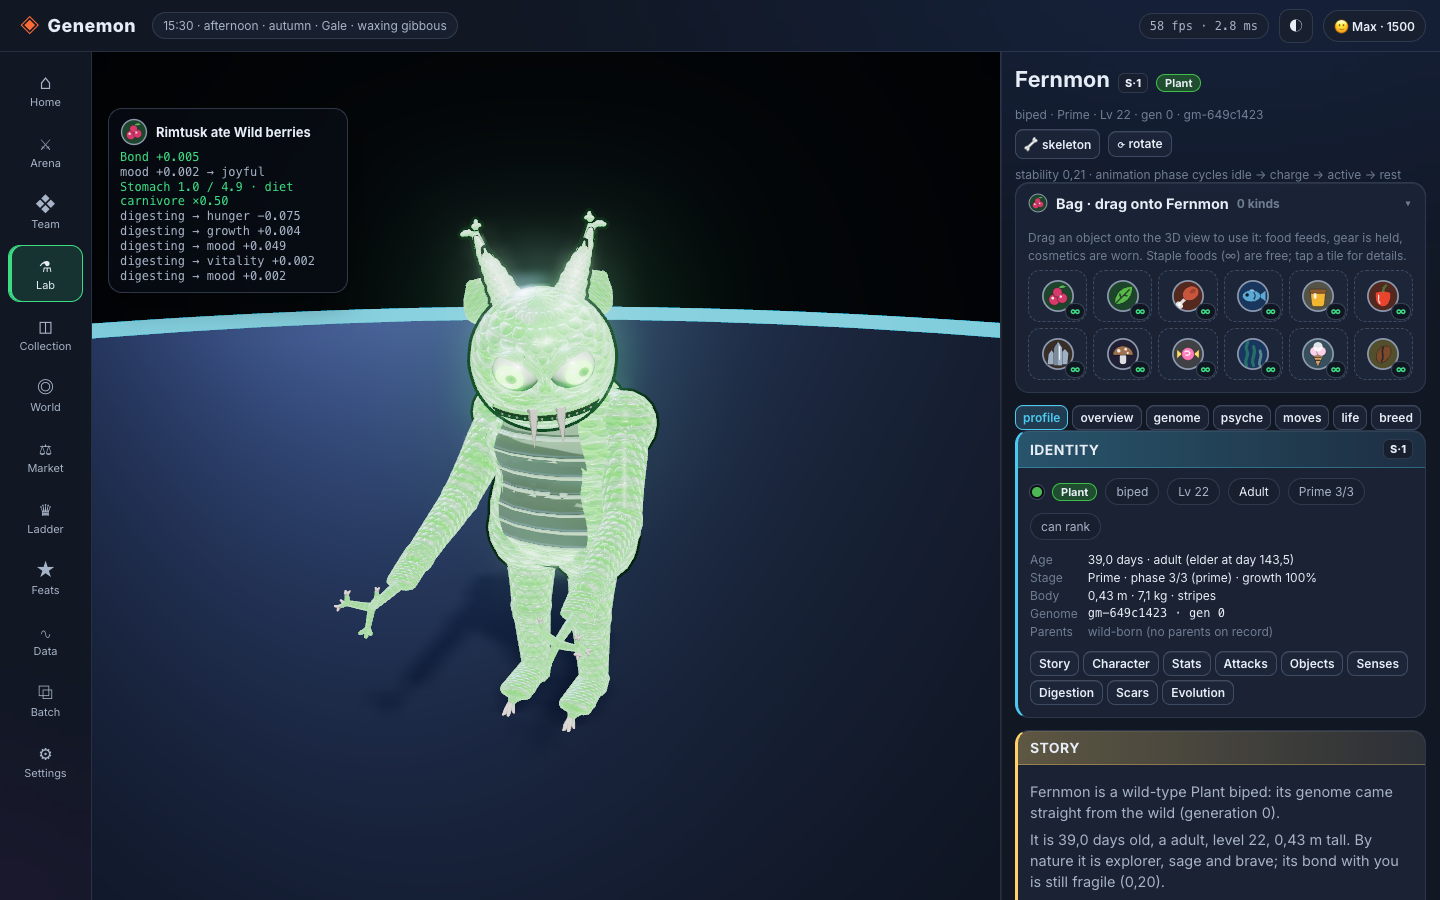 Genemon
15:30 · afternoon · autumn · Gale · waxing gibbous
58 fps · 2.8 ms
Max · 1500
Home
Arena
Team
Lab
Collection
World
Market
Ladder
Feats
Data
Batch
Settings
Rimtusk ate Wild berries
Bond +0.005
mood +0.002 → joyful
Stomach 1.0 / 4.9 · diet
carnivore ×0.50
digesting → hunger −0.075
digesting → growth +0.004
digesting → mood +0.049
digesting → vitality +0.002
digesting → mood +0.002
Fernmon S·1 Plant
biped · Prime · Lv 22 · gen 0 · gm-649c1423
skeleton
rotate
stability 0,21 · animation phase cycles idle → charge → active → rest
Bag · drag onto Fernmon 0 kinds
Drag an object onto the 3D view to use it: food feeds, gear is held,
cosmetics are worn. Staple foods (∞) are free; tap a tile for details.
∞ ∞ ∞ ∞ ∞ ∞
∞ ∞ ∞ ∞ ∞ ∞
profile overview genome psyche moves life breed
IDENTITY S·1
Plant biped Lv 22 Adult Prime 3/3
can rank
Age 39,0 days · adult (elder at day 143,5)
Stage Prime · phase 3/3 (prime) · growth 100%
Body 0,43 m · 7,1 kg · stripes
Genome gm-649c1423 · gen 0
Parents wild-born (no parents on record)
Story Character Stats Attacks Objects Senses
Digestion Scars Evolution
STORY
Fernmon is a wild-type Plant biped: its genome came
straight from the wild (generation 0).
It is 39,0 days old, a adult, level 22, 0,43 m tall. By
nature it is explorer, sage and brave; its bond with you
is still fragile (0,20).